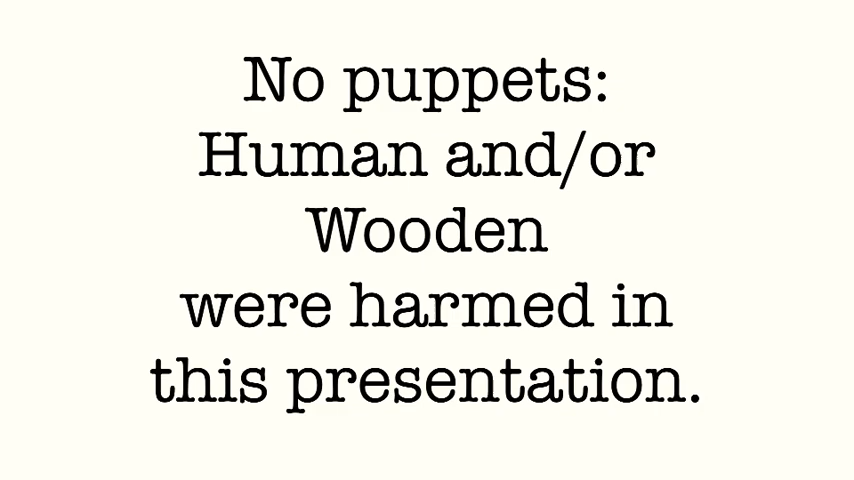 No puppets:
Human and/or
Wooden
were harmed in
this presentation.